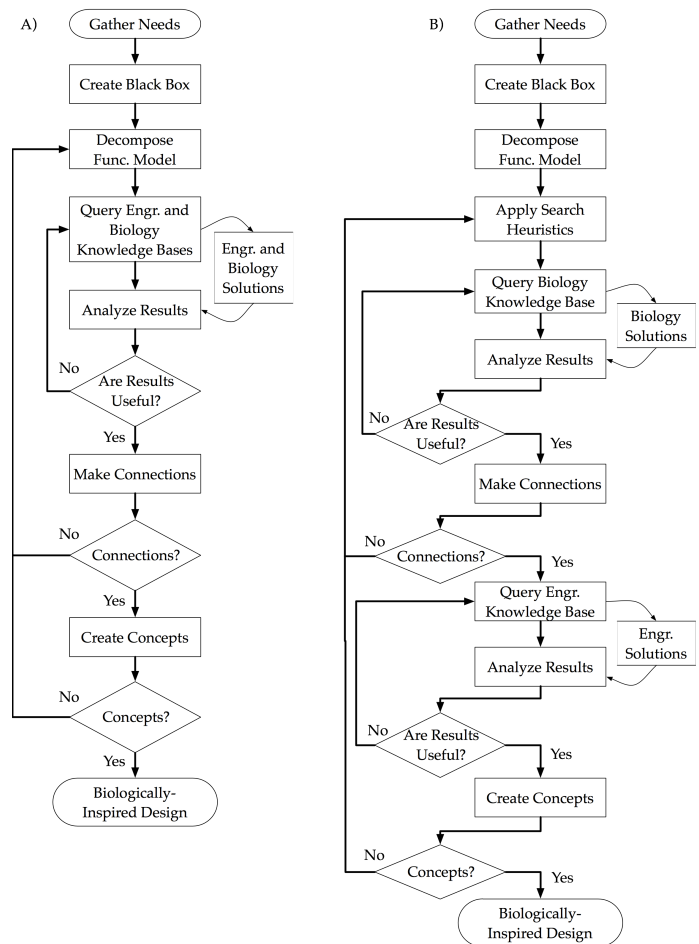 A)
Gather Needs
Create Black Box
Decompose
Func. Model
Query Engr. and
Biology
Knowledge Bases
Engr. and
Biology
Solutions
Analyze Results
No
Are Results
Useful?
Yes
Make Connections
No
Connections?
Yes
Create Concepts
No
Concepts?
Yes
Biologically-
Inspired Design
B)
Gather Needs
Create Black Box
Decompose
Func. Model
Apply Search
Heuristics
Query Biology
Knowledge Base
Biology
Solutions
Analyze Results
No
Are Results
Useful?
Yes
Make Connections
No
Connections?
Yes
Query Engr.
Knowledge Base
Engr.
Solutions
Analyze Results
No
Are Results
Useful?
Yes
Create Concepts
No
Concepts?
Yes
Biologically-
Inspired Design